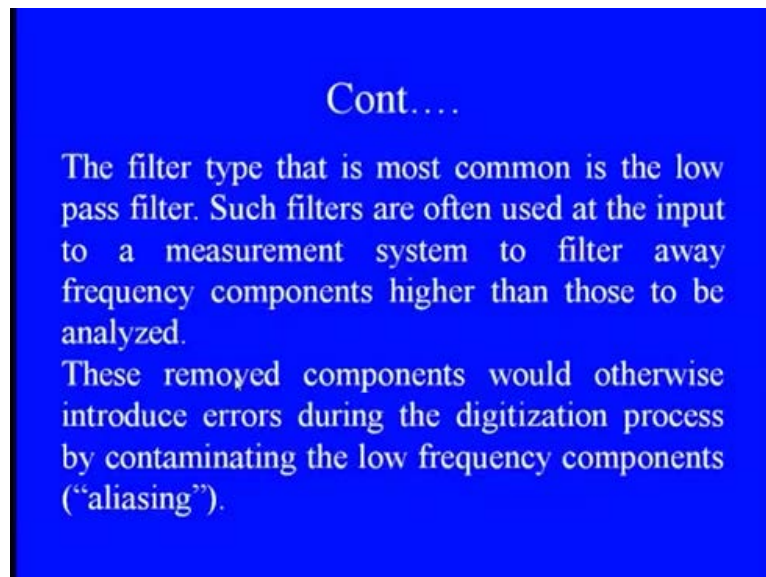 Cont....
The filter type that is most common is the low
pass filter. Such filters are often used at the input
to a measurement system to filter away
frequency components higher than those to be
analyzed.
These removed components would otherwise
introduce errors during the digitization process
by contaminating the low frequency components
(“aliasing”).